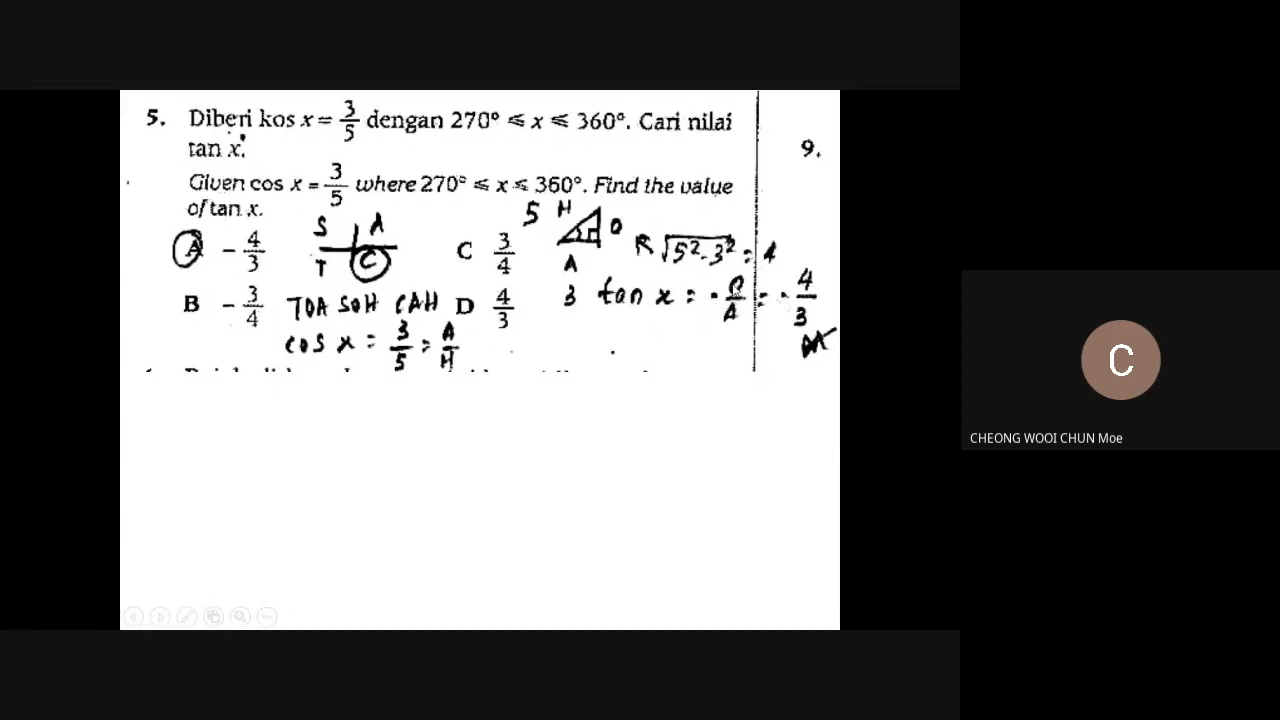 5. Diberi kos x = 3/5 dengan 270° ≤ x ≤ 360°. Cari nilai
tan x.
9.
Given cos x = 3/5 where 270° ≤ x ≤ 360°. Find the value
of tan x.
A - 4/3
S A
T C
C 3/4
5 H O
A
3
√5² - 3² = 4
B - 3/4
TOA SOH CAH
D 4/3
tan x = - O/A = - 4/3
cos x = 3/5 = A/H
C
CHEONG WOOI CHUN Moe